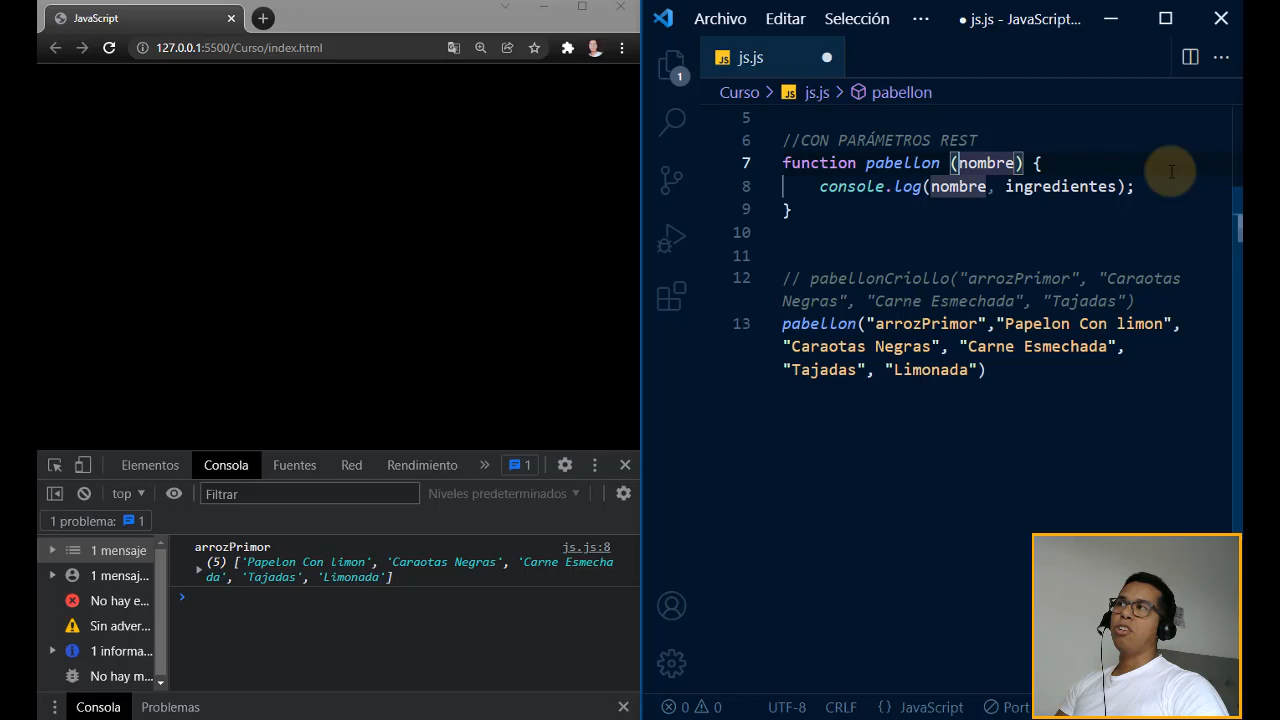 JavaScript
127.0.0.1:5500/Curso/index.html
Elementos Consola Fuentes Red Rendimiento » 1
top Filtrar Niveles predeterminados
1 problema: 1
1 mensaje
1 mensaj...
No hay e...
Sin adver...
1 informa...
No hay m...
arrozPrimor js.js:8
(5) ['Papelon Con limon', 'Caraotas Negras', 'Carne Esmecha
da', 'Tajadas', 'Limonada']
Consola Problemas
Archivo Editar Selección ··· ● js.js - JavaScript...
1
JS js.js
Curso > JS js.js > pabellon
5
6 //CON PARÁMETROS REST
7 function pabellon (nombre) {
8 console.log(nombre, ingredientes);
9 }
10
11
12 // pabellonCriollo("arrozPrimor", "Caraotas
Negras", "Carne Esmechada", "Tajadas")
13 pabellon("arrozPrimor","Papelon Con limon",
"Caraotas Negras", "Carne Esmechada",
"Tajadas", "Limonada")
0 0 UTF-8 CRLF {} JavaScript Port